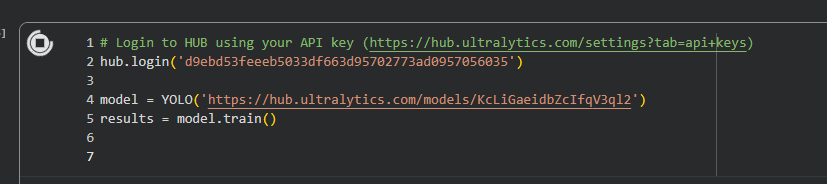 ]
1 # Login to HUB using your API key (https://hub.ultralytics.com/settings?tab=api+keys)
2 hub.login('d9ebd53feeeb5033df663d95702773ad0957056035')
3
4 model = YOLO('https://hub.ultralytics.com/models/KcLiGaeidbZcIfqV3ql2')
5 results = model.train()
6
7